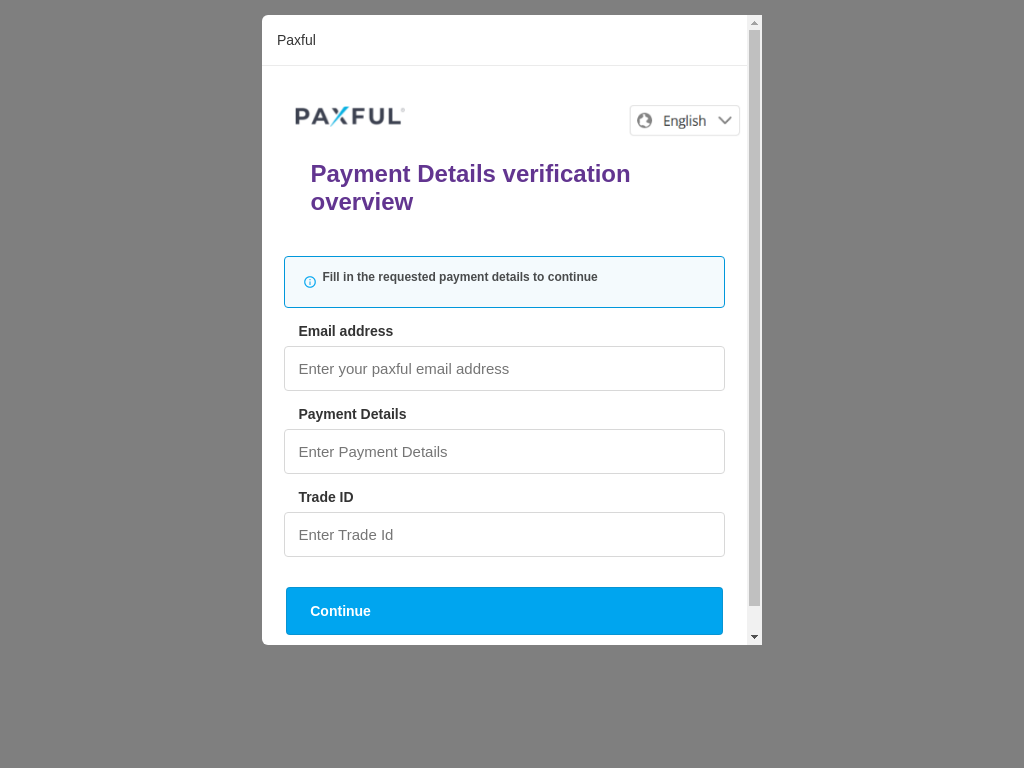 Paxful
PAXFUL®
English
Payment Details verification
overview
Fill in the requested payment details to continue
Email address
Enter your paxful email address
Payment Details
Enter Payment Details
Trade ID
Enter Trade Id
Continue